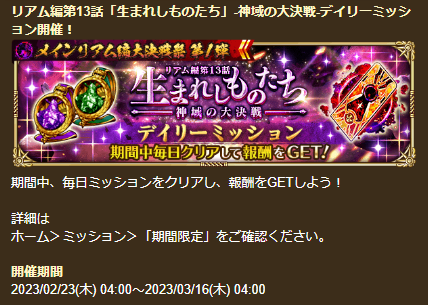 リアム編第13話「生まれしものたち」-神域の大決戦-デイリーミッシ
ョン開催！
メインリアム編大決戦祭 第1弾
リアム編第13話
生まれしものたち
神域の大決戦
デイリーミッション
期間中毎日クリアして報酬をGET!
期間中、毎日ミッションをクリアし、報酬をGETしよう！
詳細は
ホーム＞ミッション＞「期間限定」をご確認ください。
開催期間
2023/02/23(木) 04:00～2023/03/16(木) 04:00